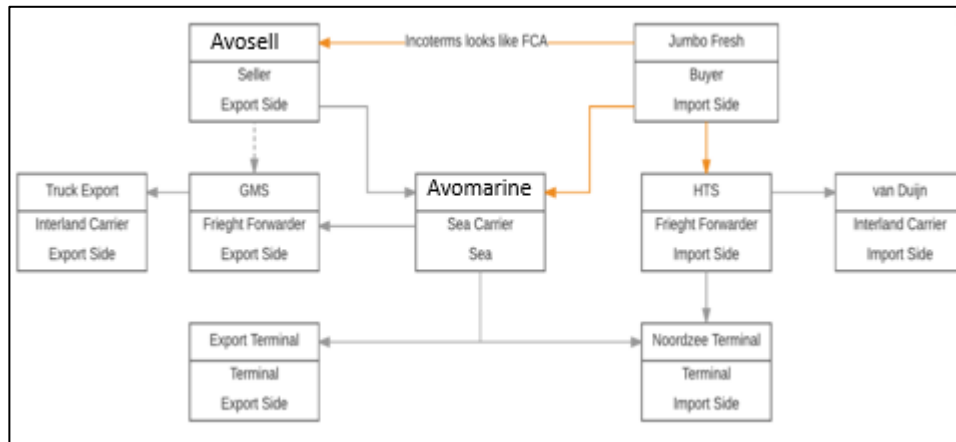 Avosell
Incoterms looks like FCA
Jumbo Fresh
Seller
Export Side
Buyer
Import Side
Truck Export
Interland Carrier
Export Side
GMS
Frieght Forwarder
Export Side
Avomarine
Sea Carrier
Sea
HTS
Frieght Forwarder
Import Side
van Duijn
Interland Carrier
Import Side
Export Terminal
Terminal
Export Side
Noordzee Terminal
Terminal
Import Side